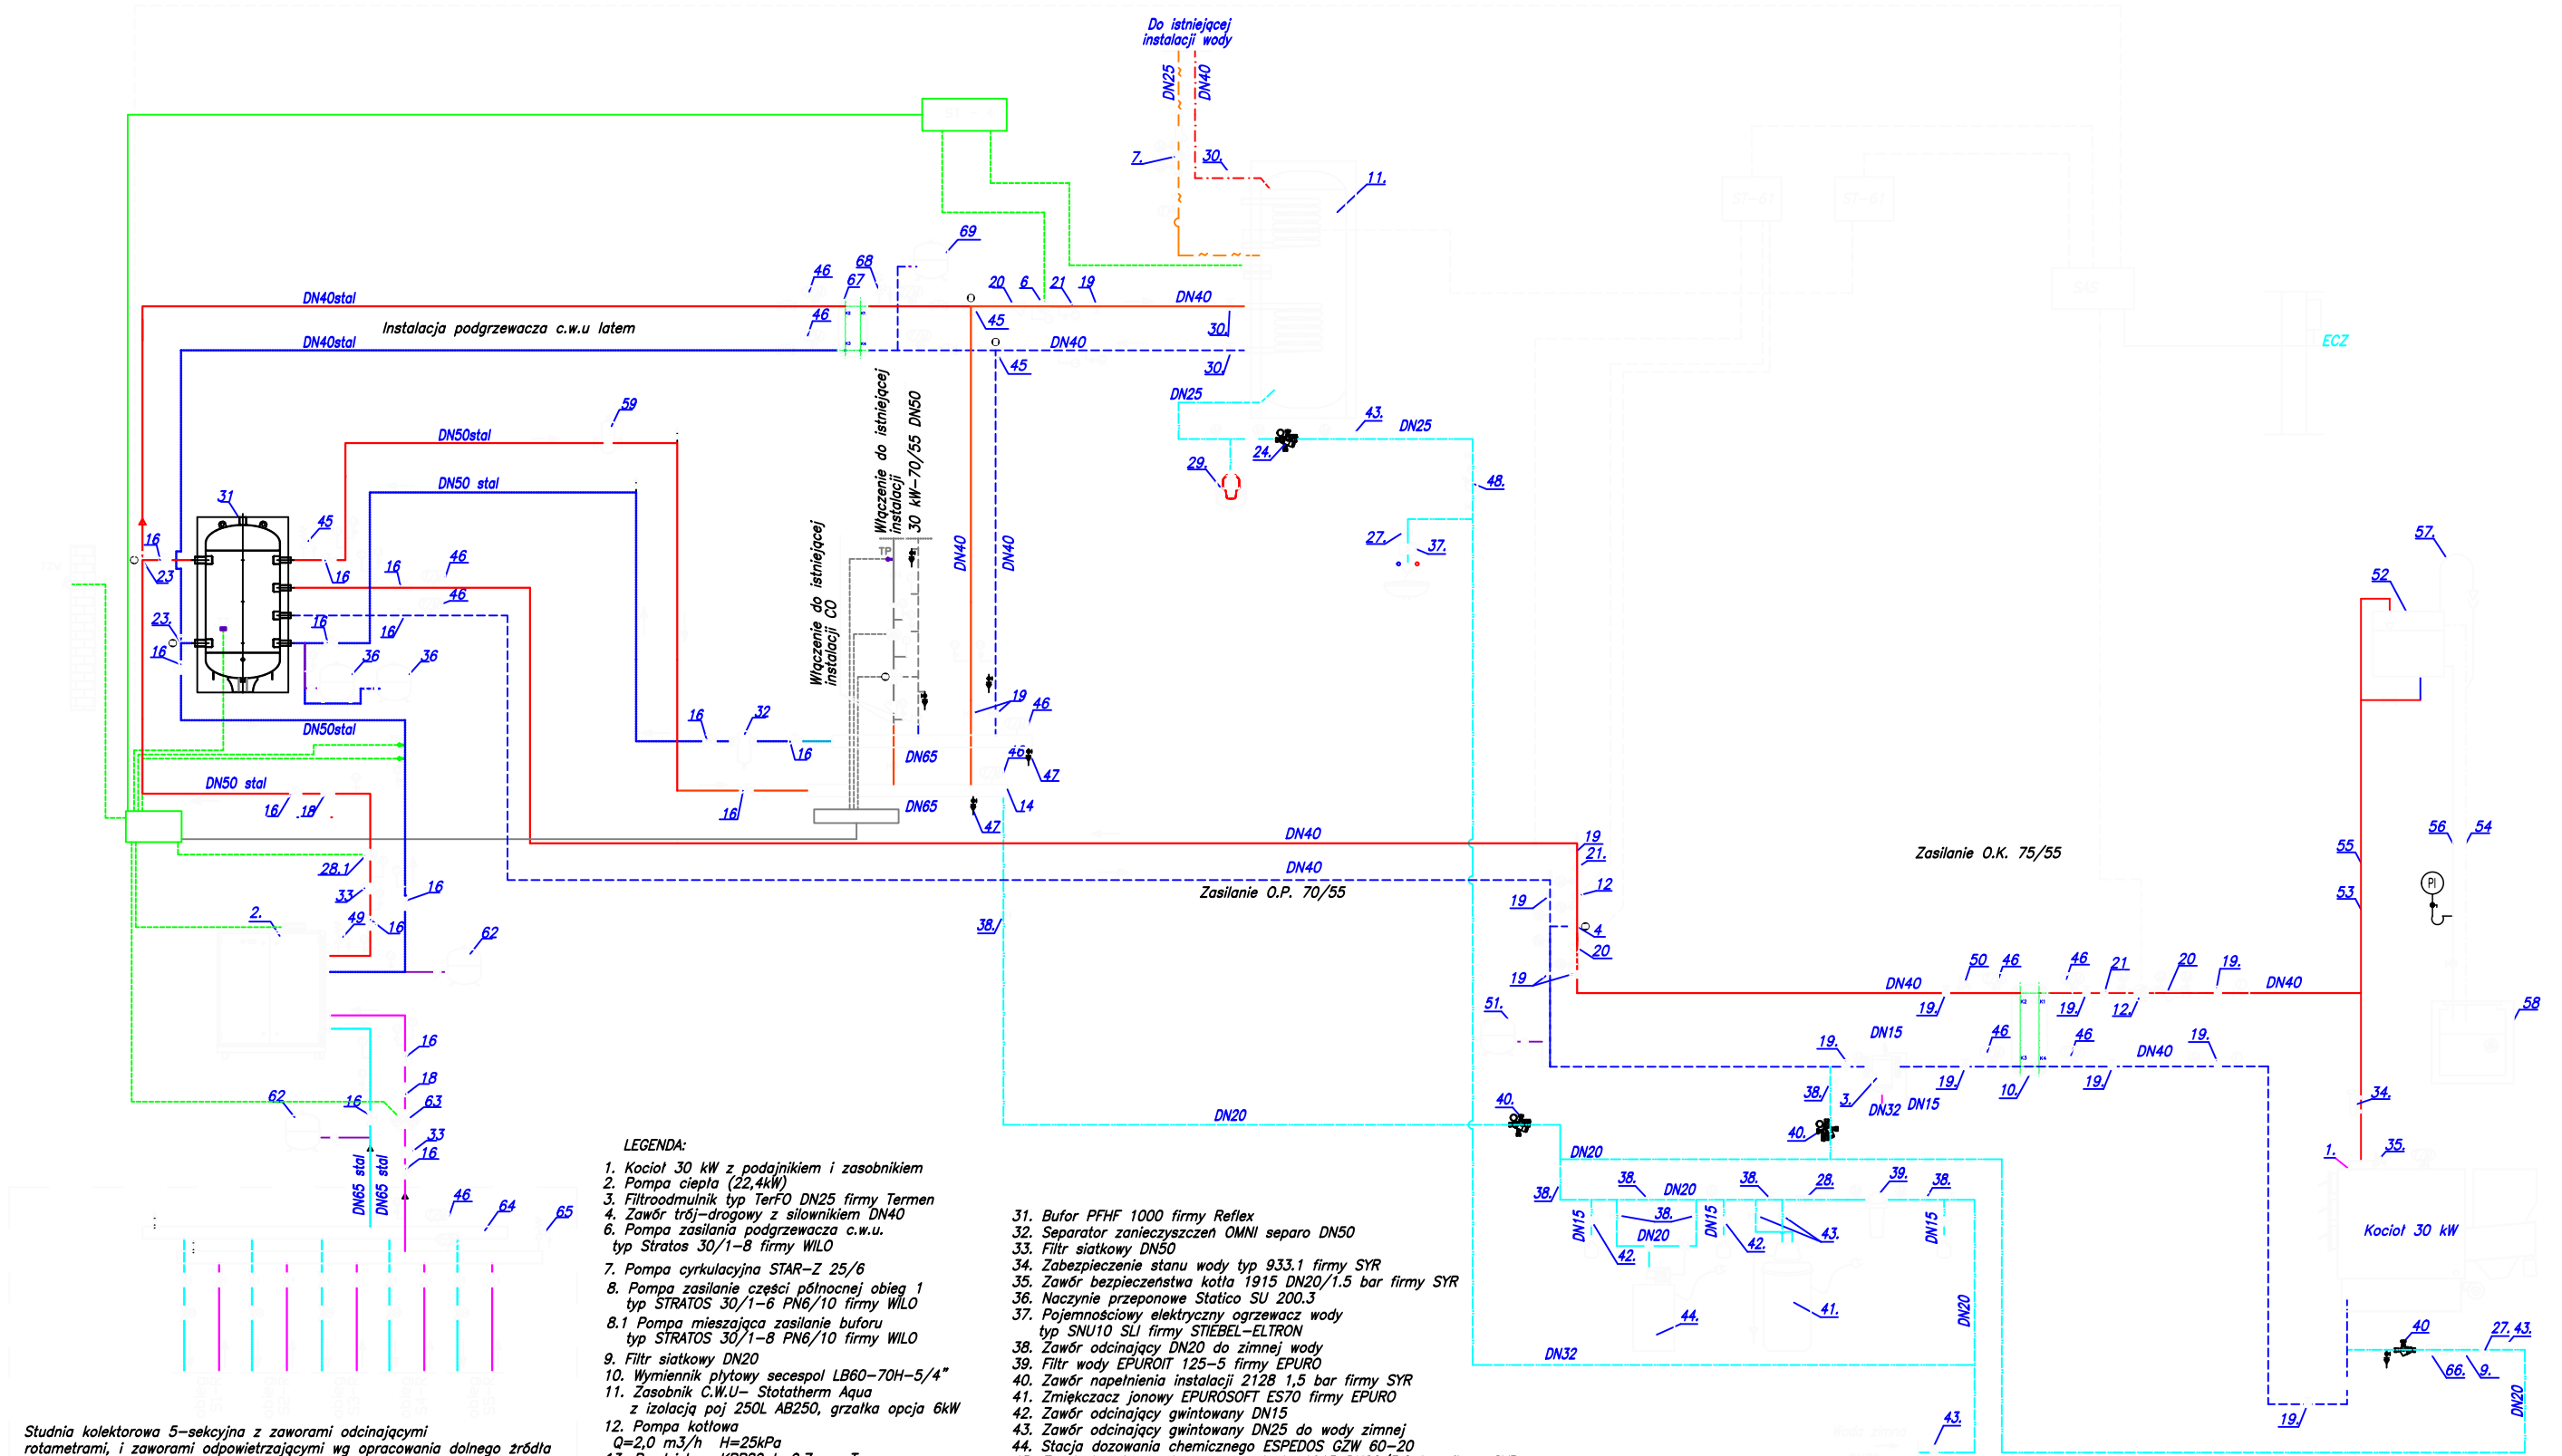 Do istniejącej
instalacji wody
DN25
DN40
7.
30.
11.
ST-61
ST-61
69
68
46
67
20
6
21
19
DN40stal
DN40
45
30.
46
Instalacja podgrzewacza c.w.u latem
DN40stal
DN40
45
30.
ECZ
DN25
59
43.
DN25
DN50stal
24.
29.
48.
DN50 stal
Włączenie do istniejącej
instalacji
30 kW-70/55 DN50
Włączenie do istniejącej
instalacji CO
TP
DN40
DN40
31
45
16
23
16
16
46
46
27.
37.
57.
52
23.
16
16
16
36
36
DN50stal
16
32
16
19
46
DN65
46
47
DN50 stal
16
18
16
DN65
14
47
DN40
19
21.
Zasilanie O.K. 75/55
55
56
54
28.1
33
16
DN40
Zasilanie O.P. 70/55
12
19
53
PI
2.
49
16
62
38.
4
20
19
50
46
46
21
20
19.
DN40
DN40
58
51.
19.
19.
12.
16
DN15
46
46
19.
19.
DN40
18
62
16
63
38.
3.
DN32
DN15
19.
10.
19.
34.
33
16
DN20
40.
40.
DN20
1.
35.
DN65 stal
DN65 stal
46
64
65
38.
38.
DN20
38.
28.
39.
38.
DN15
38.
DN15
DN20
42.
42.
43.
DN15
Kocioł 30 kW
44.
41.
DN20
DN32
40
27.
43.
66.
9.
19.
DN20
43.
LEGENDA:
1. Kocioł 30 kW z podajnikiem i zasobnikiem
2. Pompa ciepła (22,4kW)
3. Filtroodmulnik typ TerFO DN25 firmy Termen
4. Zawór trój-drogowy z silownikiem DN40
6. Pompa zasilania podgrzewacza c.w.u.
typ Stratos 30/1-8 firmy WILO
7. Pompa cyrkulacyjna STAR-Z 25/6
8. Pompa zasilanie części północnej obieg 1
typ STRATOS 30/1-6 PN6/10 firmy WILO
8.1 Pompa mieszająca zasilanie buforu
typ STRATOS 30/1-8 PN6/10 firmy WILO
9. Filtr siatkowy DN20
10. Wymiennik płytowy secespol LB60-70H-5/4"
11. Zasobnik C.W.U- Stotatherm Aqua
z izolacją poj 250L AB250, grzałka opcja 6kW
12. Pompa kotłowa
Q=2,0 m3/h H=25kPa
31. Bufor PFHF 1000 firmy Reflex
32. Separator zanieczyszczeń OMNI separo DN50
33. Filtr siatkowy DN50
34. Zabezpieczenie stanu wody typ 933.1 firmy SYR
35. Zawór bezpieczeństwa kotła 1915 DN20/1.5 bar firmy SYR
36. Naczynie przeponowe Statico SU 200.3
37. Pojemnościowy elektryczny ogrzewacz wody
typ SNU10 SLI firmy STIEBEL-ELTRON
38. Zawór odcinający DN20 do zimnej wody
39. Filtr wody EPUROIT 125-5 firmy EPURO
40. Zawór napełnienia instalacji 2128 1,5 bar firmy SYR
41. Zmiękczacz jonowy EPUROSOFT ES70 firmy EPURO
42. Zawór odcinający gwintowany DN15
43. Zawór odcinający gwintowany DN25 do wody zimnej
44. Stacja dozowania chemicznego ESPEDOS GZW 60-20
Studnia kolektorowa 5-sekcyjna z zaworami odcinającymi
rotametrami, i zaworami odpowietrzającymi wg opracowania dolnego źródła